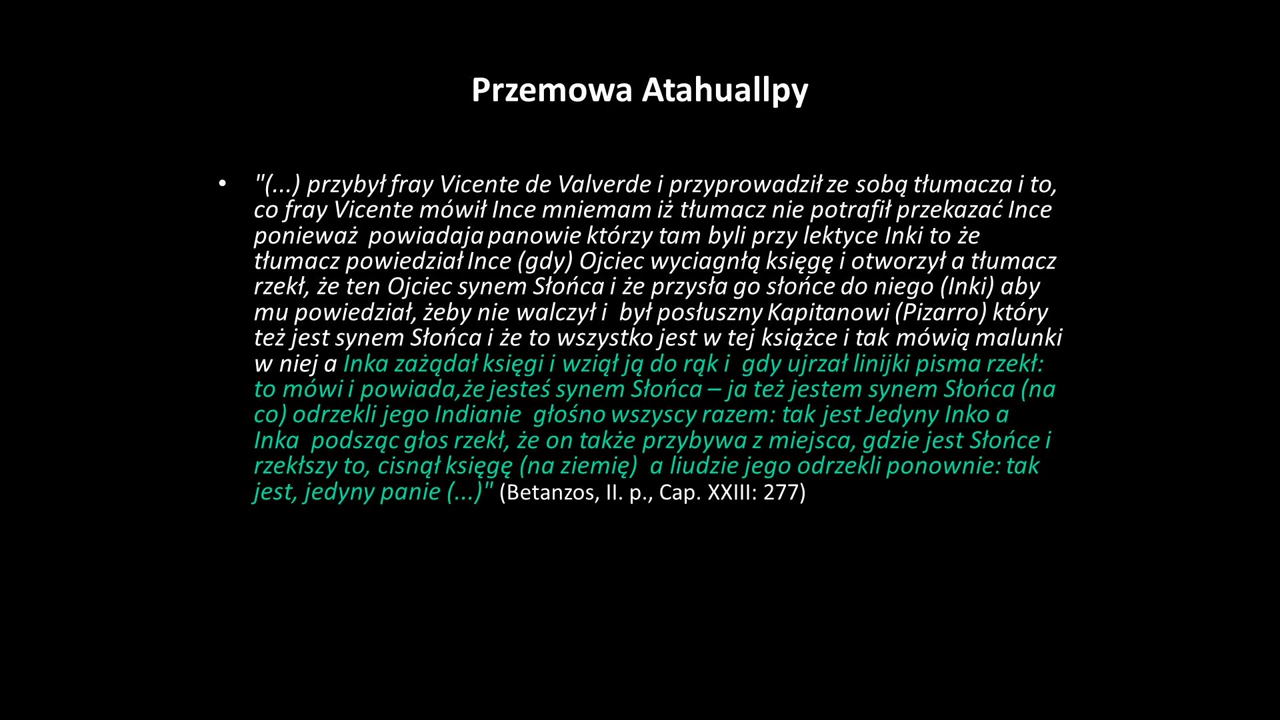 Przemowa Atahuallpy
• "(...) przybył fray Vicente de Valverde i przyprowadził ze sobą tłumacza i to,
co fray Vicente mówił Ince mniemam iż tłumacz nie potrafił przekazać Ince
ponieważ  powiadaja panowie którzy tam byli przy lektyce Inki to że
tłumacz powiedział Ince (gdy) Ojciec wyciagnłą księgę i otworzył a tłumacz
rzekł, że ten Ojciec synem Słońca i że przysła go słońce do niego (Inki) aby
mu powiedział, żeby nie walczył i  był posłuszny Kapitanowi (Pizarro) który
też jest synem Słońca i że to wszystko jest w tej książce i tak mówią malunki
w niej a Inka zażądał księgi i wziął ją do rąk i  gdy ujrzał linijki pisma rzekł:
to mówi i powiada,że jesteś synem Słońca – ja też jestem synem Słońca (na
co) odrzekli jego Indianie  głośno wszyscy razem: tak jest Jedyny Inko a
Inka  podsząc głos rzekł, że on także przybywa z miejsca, gdzie jest Słońce i
rzekłszy to, cisnął księgę (na ziemię)  a liudzie jego odrzekli ponownie: tak
jest, jedyny panie (...)" (Betanzos, II. p., Cap. XXIII: 277)